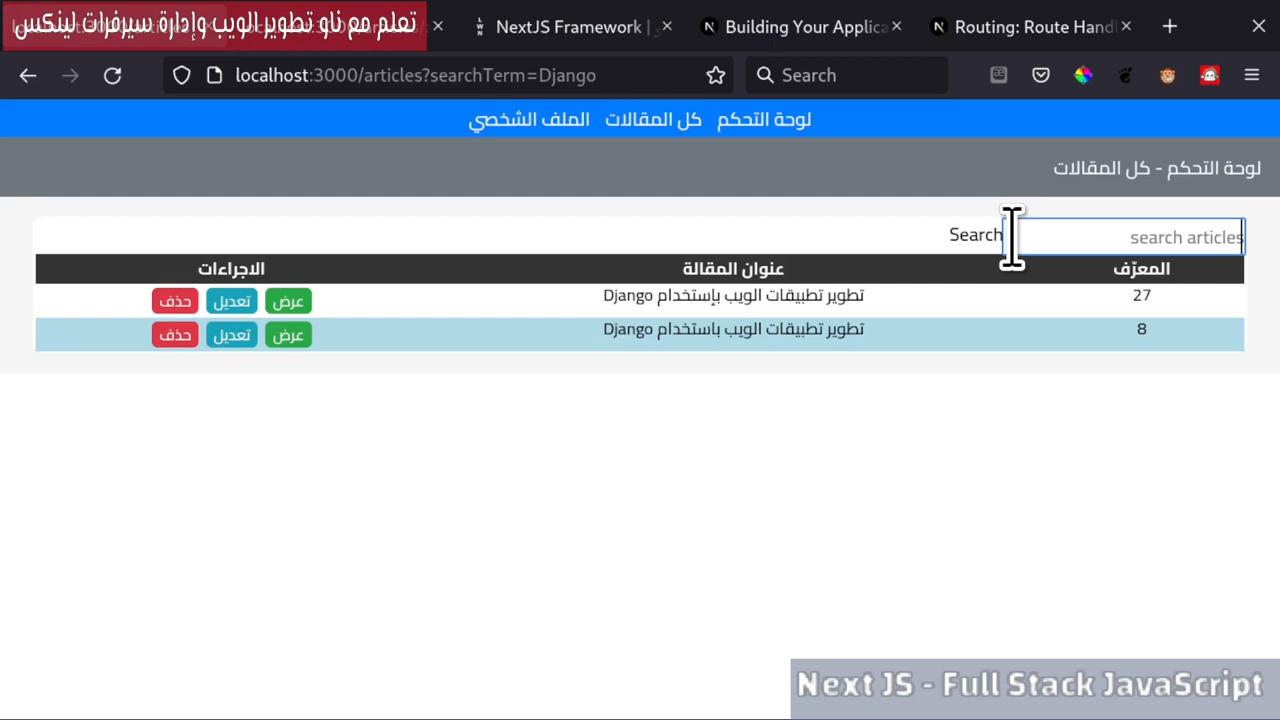 تعلم مع ناو تطوير الويب وإدارة سيرفرات لينكس
NextJS Framework |
Building Your Applica
Routing: Route Handl
localhost:3000/articles?searchTerm=Django
Search
لوحة التحكم كل المقالات الملف الشخصي
لوحة التحكم - كل المقالات
search articles Search
المعرّف عنوان المقالة الاجراءات
27 تطوير تطبيقات الويب بإستخدام Django عرض تعديل حذف
8 تطوير تطبيقات الويب باستخدام Django عرض تعديل حذف
Next JS - Full Stack JavaScript